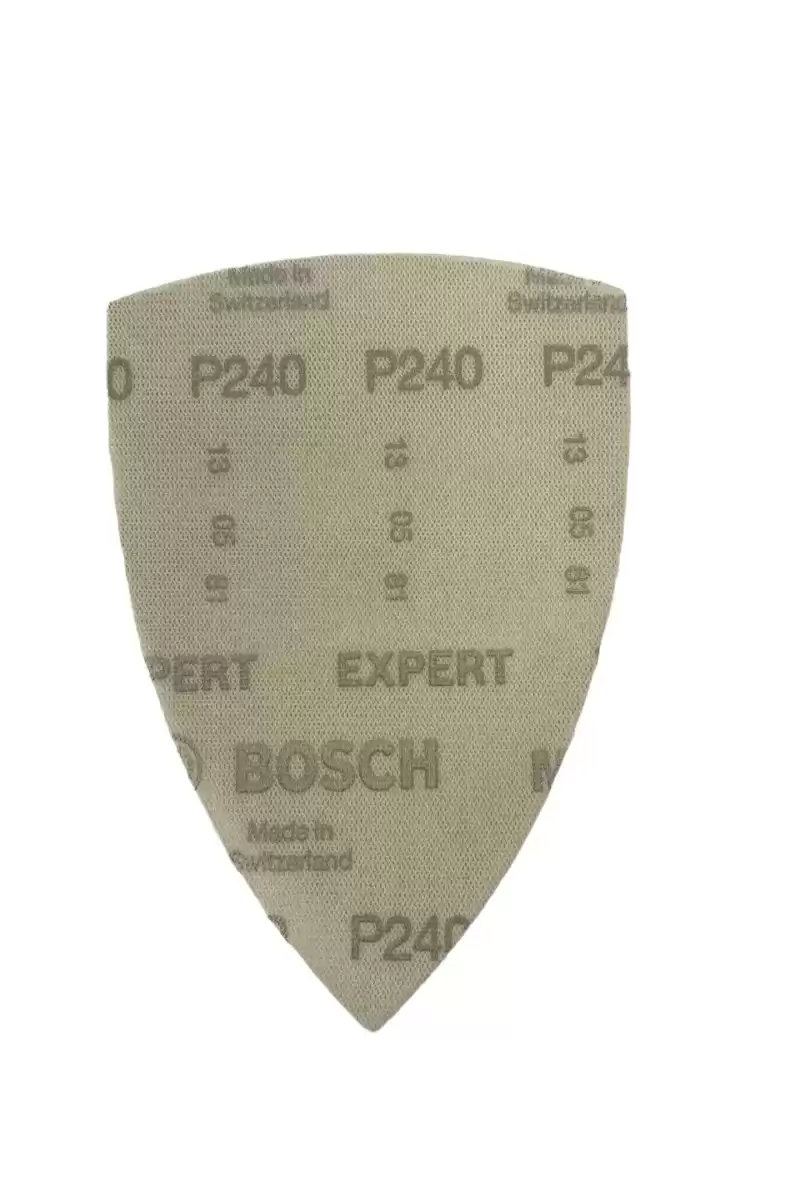 Made in Made in
Switzerland Switzerland
0 P240 P240 P24
13 13 13
05 05 05
81 81 81
PERT EXPERT
BOSCH M
Made in
Switzerland
P240